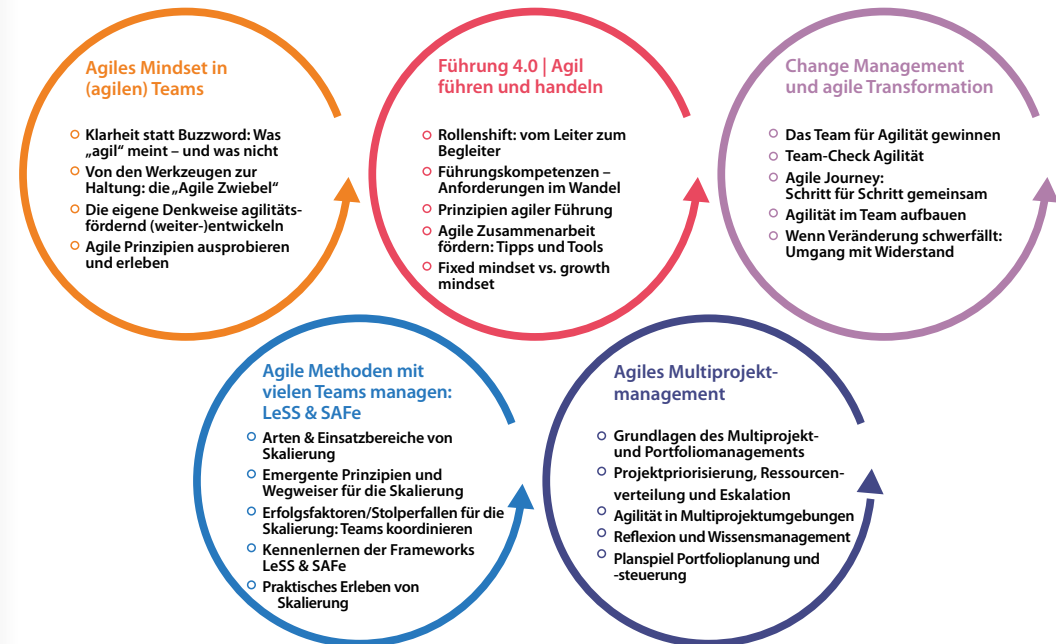 Agiles Mindset in
(agilen) Teams
Klarheit statt Buzzword: Was
„agil“ meint – und was nicht
Von den Werkzeugen zur
Haltung: die „Agile Zwiebel“
Die eigene Denkweise agilitäts-
fördernd (weiter-)entwickeln
Agile Prinzipien ausprobieren
und erleben
Führung 4.0 | Agil
führen und handeln
Rollenshift: vom Leiter zum
Begleiter
Führungskompetenzen –
Anforderungen im Wandel
Prinzipien agiler Führung
Agile Zusammenarbeit
fördern: Tipps und Tools
Fixed mindset vs. growth
mindset
Change Management
und agile Transformation
Das Team für Agilität gewinnen
Team-Check Agilität
Agile Journey:
Schritt für Schritt gemeinsam
Agilität im Team aufbauen
Wenn Veränderung schwerfällt:
Umgang mit Widerstand
Agile Methoden mit
vielen Teams managen:
LeSS & SAFe
Arten & Einsatzbereiche von
Skalierung
Emergente Prinzipien und
Wegweiser für die Skalierung
Erfolgsfaktoren/Stolperfallen für die
Skalierung: Teams koordinieren
Kennenlernen der Frameworks
LeSS & SAFe
Praktisches Erleben von
Skalierung
Agiles Multiprojekt-
management
Grundlagen des Multiprojekt-
und Portfoliomanagements
Projektpriorisierung, Ressourcen-
verteilung und Eskalation
Agilität in Multiprojektumgebungen
Reflexion und Wissensmanagement
Planspiel Portfolioplanung und
-steuerung